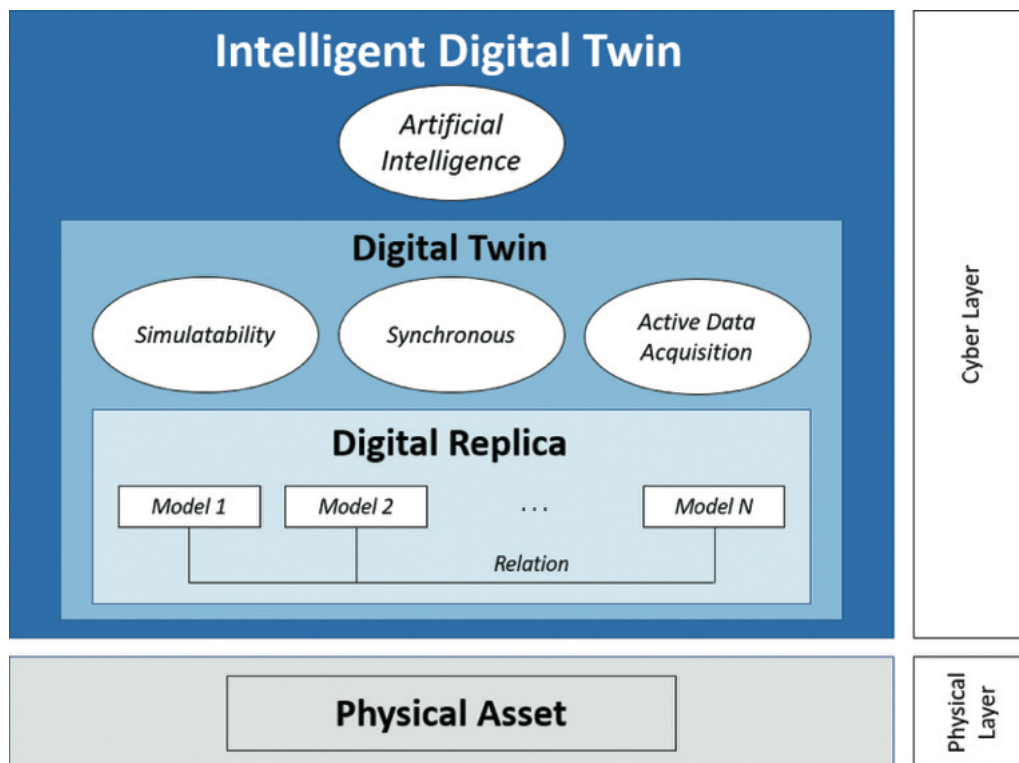 Intelligent Digital Twin
Artificial
Intelligence
Digital Twin
Simulatability
Synchronous
Active Data
Acquisition
Digital Replica
Model 1
Model 2
...
Model N
Relation
Cyber Layer
Physical Asset
Physical
Layer